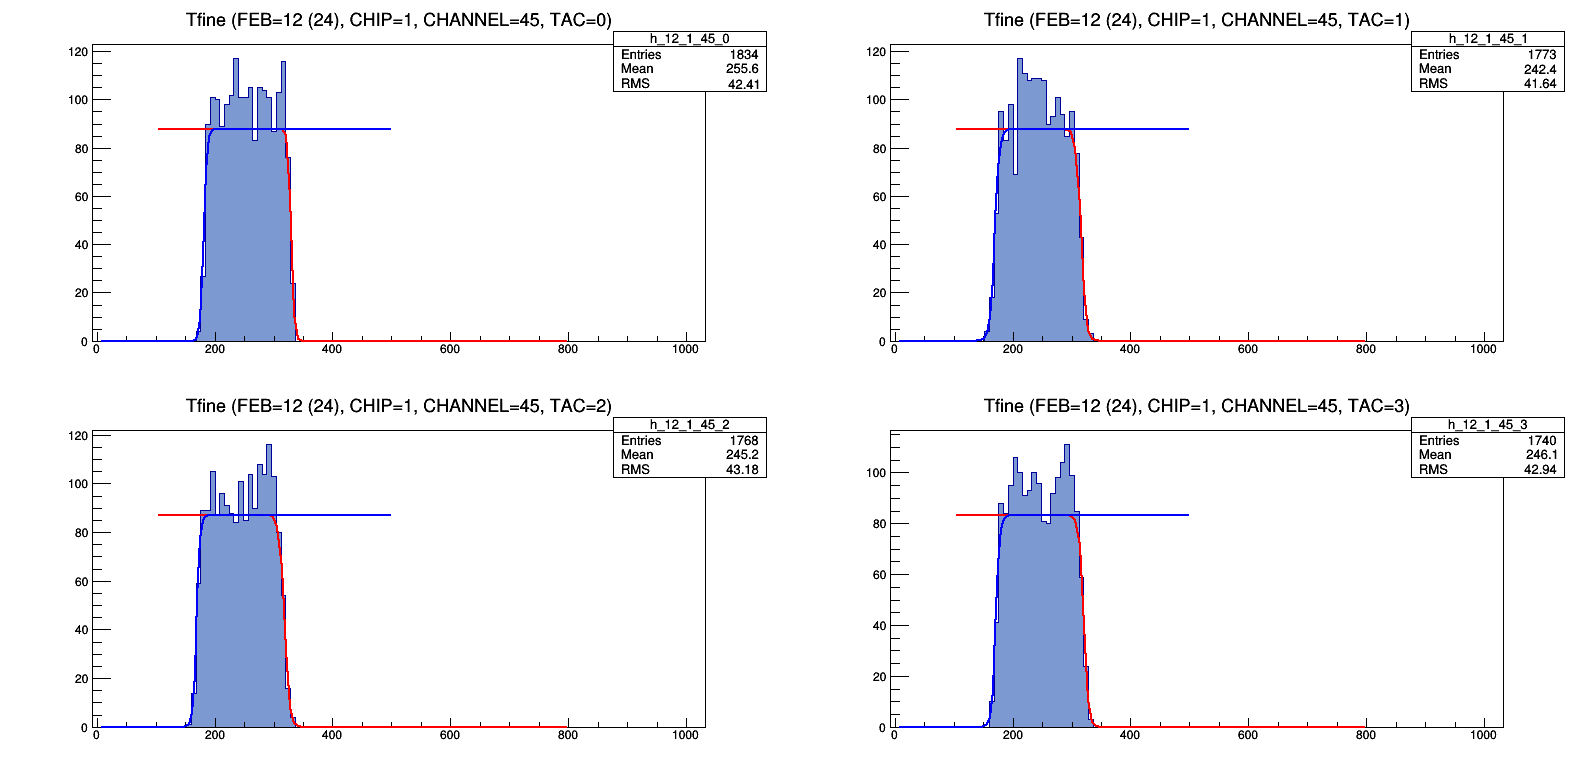 Tfine (FEB=12 (24), CHIP=1, CHANNEL=45, TAC=0)
h_12_1_45_0
Entries 1834
Mean 255.6
RMS 42.41
120
100
80
60
40
20
0
0 200 400 600 800 1000
Tfine (FEB=12 (24), CHIP=1, CHANNEL=45, TAC=1)
h_12_1_45_1
Entries 1773
Mean 242.4
RMS 41.64
120
100
80
60
40
20
0
0 200 400 600 800 1000
Tfine (FEB=12 (24), CHIP=1, CHANNEL=45, TAC=2)
h_12_1_45_2
Entries 1768
Mean 245.2
RMS 43.18
120
100
80
60
40
20
0
0 200 400 600 800 1000
Tfine (FEB=12 (24), CHIP=1, CHANNEL=45, TAC=3)
h_12_1_45_3
Entries 1740
Mean 246.1
RMS 42.94
100
80
60
40
20
0
0 200 400 600 800 1000